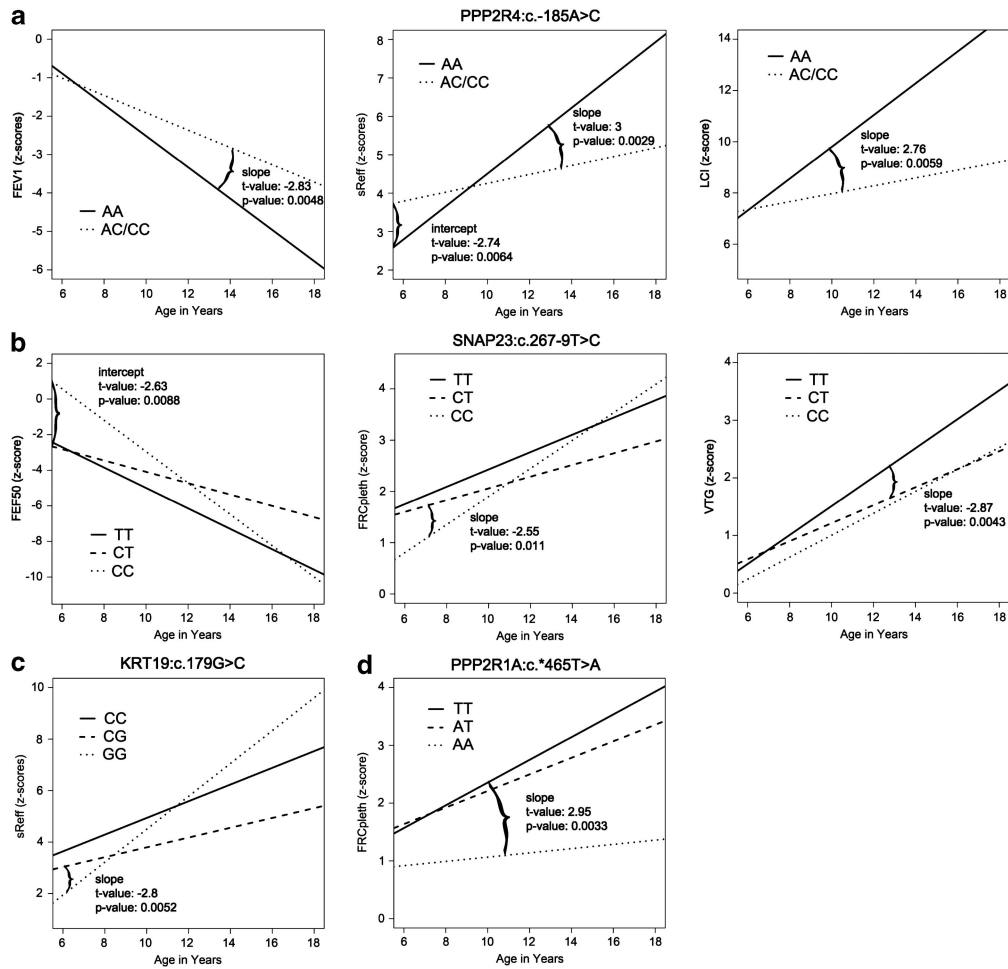 a
PPP2R4:c.-185A>C
0
-1
-2
-3
-4
-5
-6
FEV1 (z-scores)
slope
t-value: -2.83
p-value: 0.0048
AA
AC/CC
6 8 10 12 14 16 18
Age in Years
8
7
6
5
4
3
2
sReff (z-scores)
AA
AC/CC
slope
t-value: 3
p-value: 0.0029
intercept
t-value: -2.74
p-value: 0.0064
6 8 10 12 14 16 18
Age in Years
14
12
10
8
6
LCI (z-score)
AA
AC/CC
slope
t-value: 2.76
p-value: 0.0059
6 8 10 12 14 16 18
Age in Years
b
SNAP23:c.267-9T>C
2
0
-2
-4
-6
-8
-10
FEF50 (z-score)
intercept
t-value: -2.63
p-value: 0.0088
TT
CT
CC
6 8 10 12 14 16 18
Age in Years
4
3
2
1
0
FRCpleth (z-score)
TT
CT
CC
slope
t-value: -2.55
p-value: 0.011
6 8 10 12 14 16 18
Age in Years
4
3
2
1
0
VTG (z-score)
TT
CT
CC
slope
t-value: -2.87
p-value: 0.0043
6 8 10 12 14 16 18
Age in Years
c
KRT19:c.179G>C
10
8
6
4
2
sReff (z-scores)
CC
CG
GG
slope
t-value: -2.8
p-value: 0.0052
6 8 10 12 14 16 18
Age in Years
d
PPP2R1A:c.*465T>A
4
3
2
1
0
FRCpleth (z-score)
TT
AT
AA
slope
t-value: 2.95
p-value: 0.0033
6 8 10 12 14 16 18
Age in Years